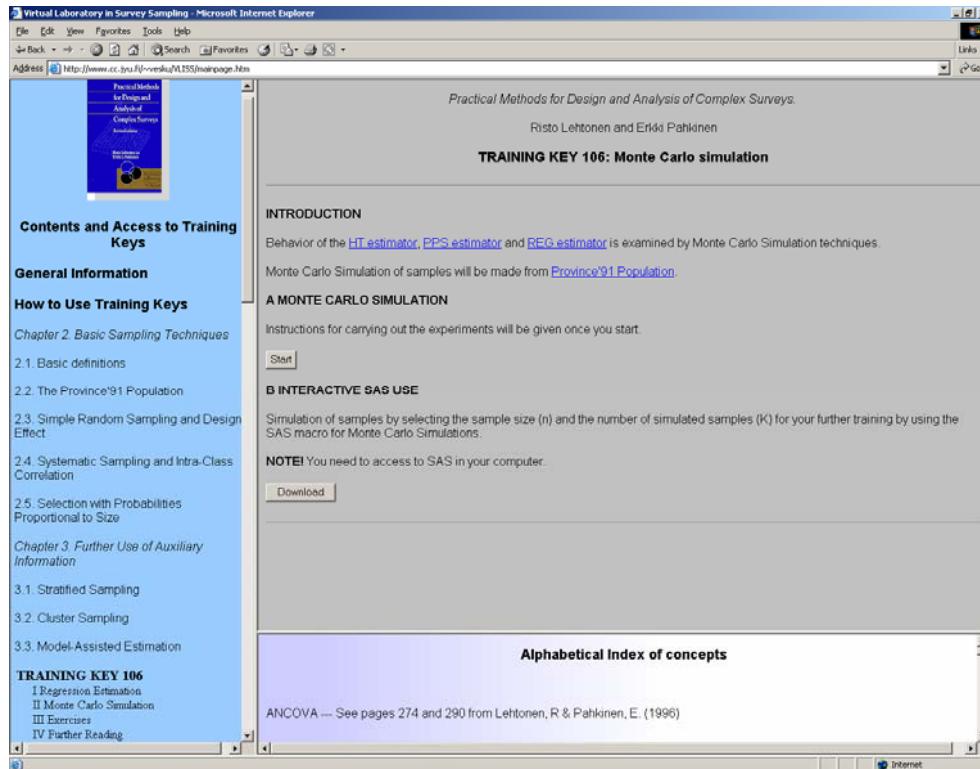 Virtual Laboratory in Survey Sampling - Microsoft Internet Explorer
File Edit View Favorites Tools Help
Back Search Favorites Links
Address http://www.cc.jyu.fi/~vesku/VLISS/mainpage.htm Go
Practical Methods
for Design and
Analysis of
Complex Surveys
Contents and Access to Training
Keys
General Information
How to Use Training Keys
Chapter 2. Basic Sampling Techniques
2.1. Basic definitions
2.2. The Province'91 Population
2.3. Simple Random Sampling and Design
Effect
2.4. Systematic Sampling and Intra-Class
Correlation
2.5. Selection with Probabilities
Proportional to Size
Chapter 3. Further Use of Auxiliary
Information
3.1. Stratified Sampling
3.2. Cluster Sampling
3.3. Model-Assisted Estimation
TRAINING KEY 106
I Regression Estimation
II Monte Carlo Simulation
III Exercises
IV Further Reading
Practical Methods for Design and Analysis of Complex Surveys.
Risto Lehtonen and Erkki Pahkinen
TRAINING KEY 106: Monte Carlo simulation
INTRODUCTION
Behavior of the HT estimator, PPS estimator and REG estimator is examined by Monte Carlo Simulation techniques.
Monte Carlo Simulation of samples will be made from Province'91 Population.
A MONTE CARLO SIMULATION
Instructions for carrying out the experiments will be given once you start.
Start
B INTERACTIVE SAS USE
Simulation of samples by selecting the sample size (n) and the number of simulated samples (K) for your further training by using the
SAS macro for Monte Carlo Simulations.
NOTE! You need to access to SAS in your computer.
Download
Alphabetical Index of concepts
ANCOVA --- See pages 274 and 290 from Lehtonen, R & Pahkinen, E. (1996)
Internet